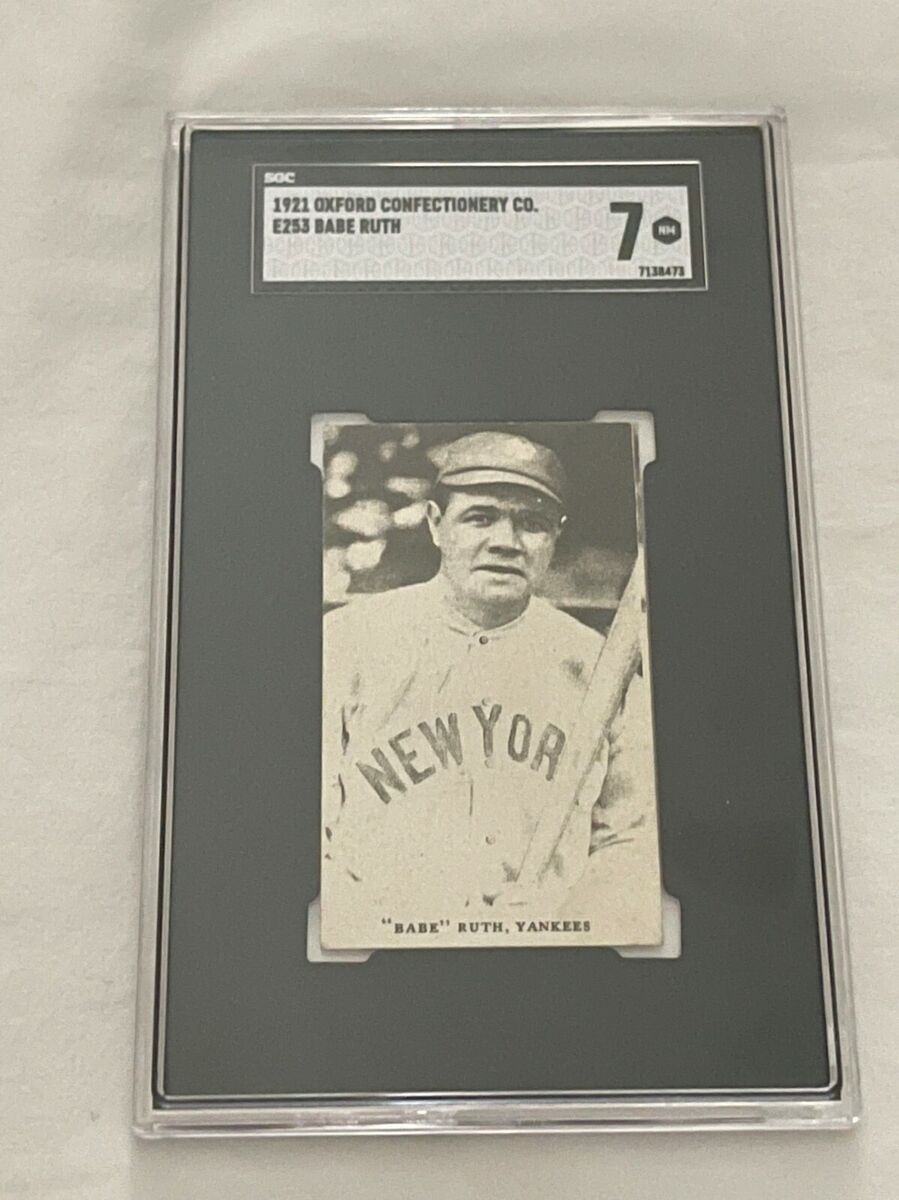 SGC
1921 OXFORD CONFECTIONERY CO.
E253 BABE RUTH
7
NM
7138473
NEW YOR
"BABE" RUTH, YANKEES